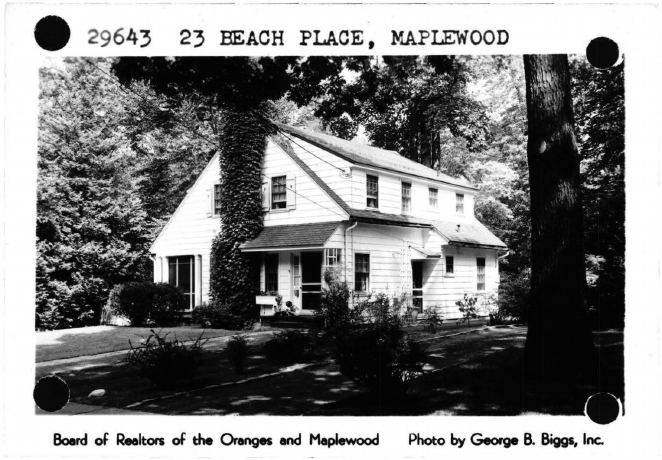 29643 23 BEACH PLACE, MAPLEWOOD
Board of Realtors of the Oranges and Maplewood Photo by George B. Biggs, Inc.